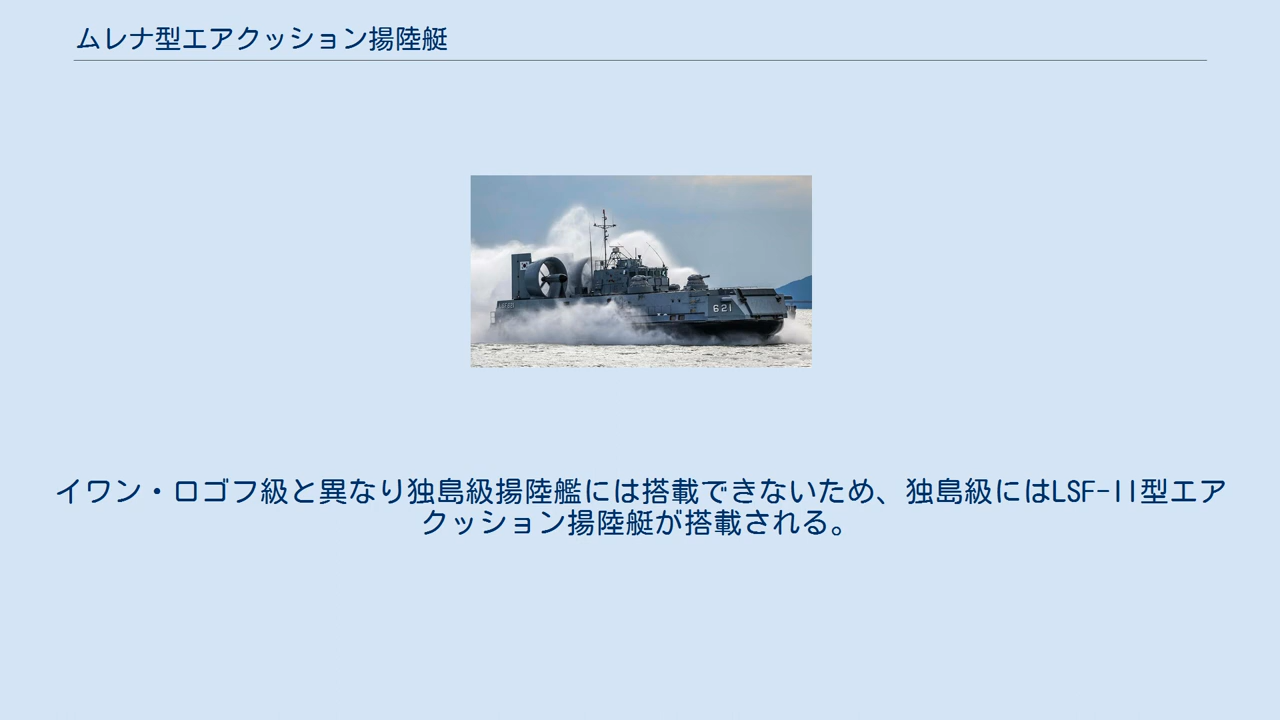 ムレナ型エアクッション揚陸艇
621
イワン・ロゴフ級と異なり独島級揚陸艦には搭載できないため、独島級にはLSF-II型エア
クッション揚陸艇が搭載される。